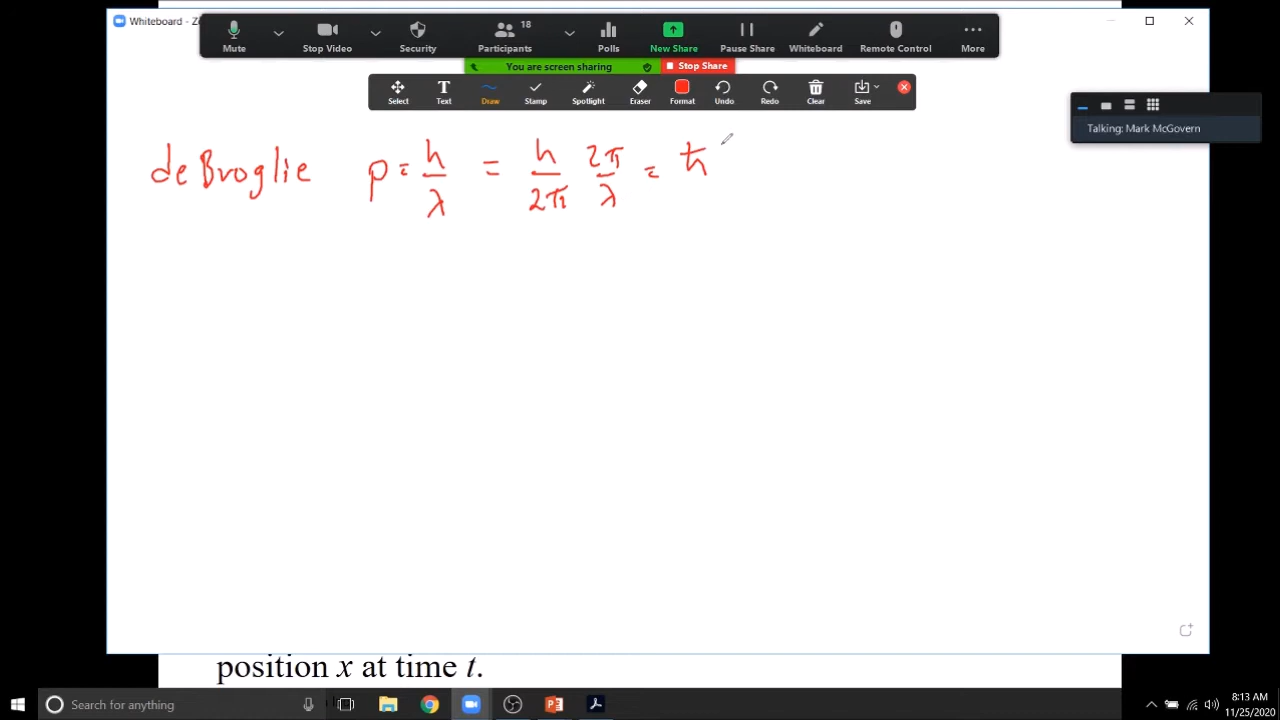 Whiteboard - Z
Mute
Stop Video
Security
18
Participants
Polls
New Share
Pause Share
Whiteboard
Remote Control
More
You are screen sharing
Stop Share
Select
Text
Draw
Stamp
Spotlight
Eraser
Format
Undo
Redo
Clear
Save
Talking: Mark McGovern
deBroglie p = h/λ = h/2π 2π/λ = ħ
position x at time t.
Search for anything
8:13 AM
11/25/2020